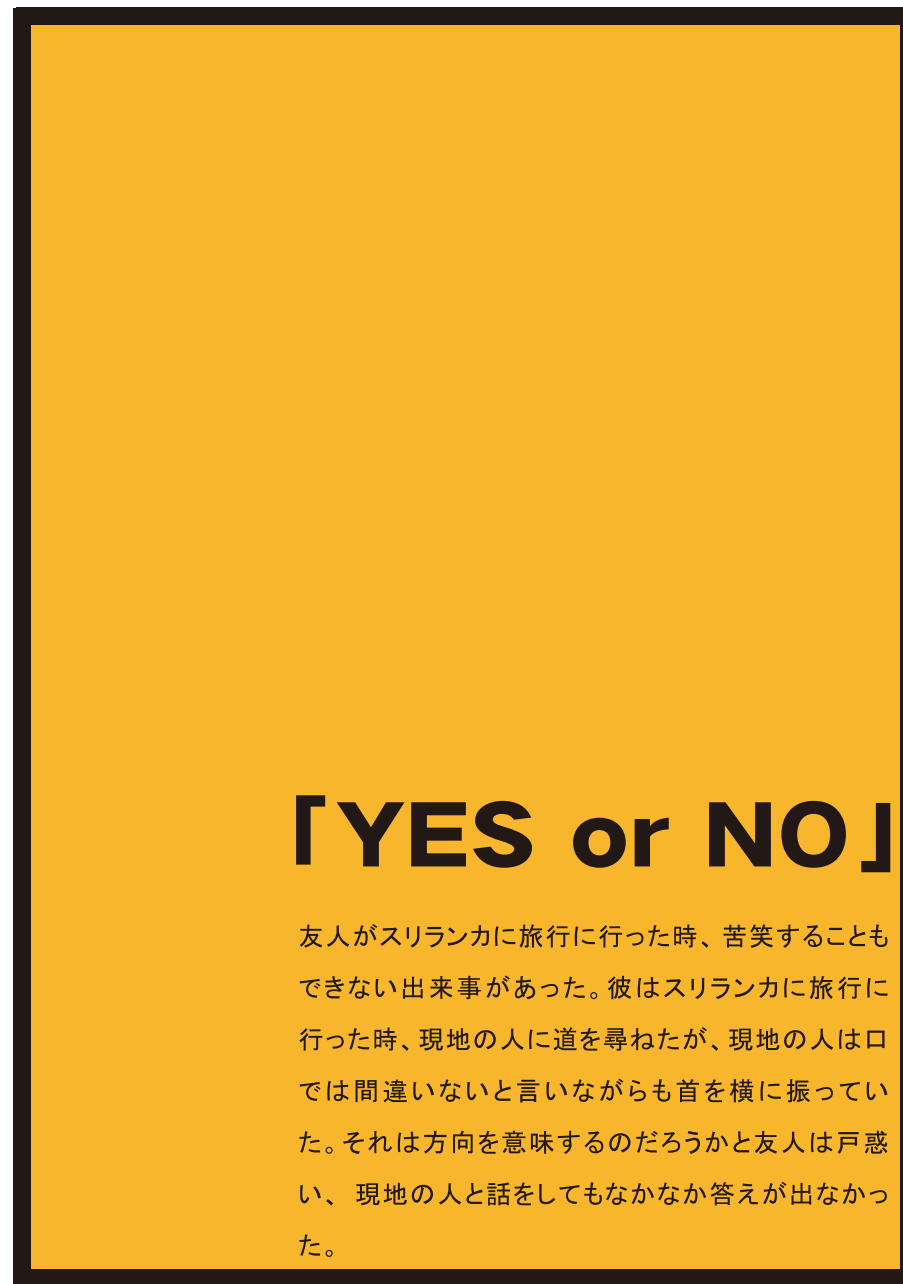 「YES or NO」
友人がスリランカに旅行に行った時、苦笑することも
できない出来事があった。彼はスリランカに旅行に
行った時、現地の人に道を尋ねたが、現地の人は口
では間違いないと言いながらも首を横に振ってい
た。それは方向を意味するのだろうかと友人は戸惑
い、現地の人と話をしてもなかなか答えが出なかっ
た。